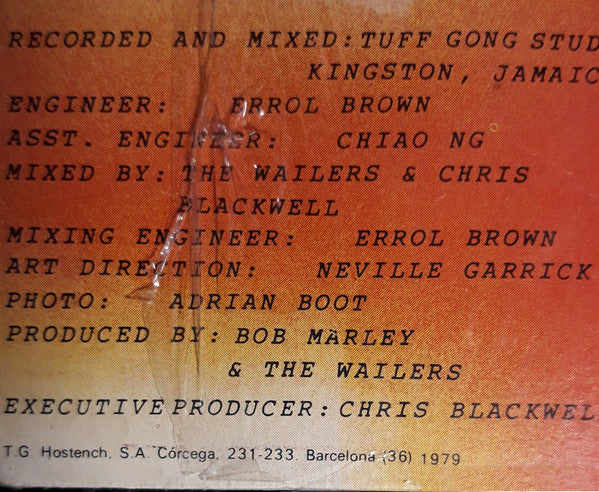 RECORDED AND MIXED: TUFF GONG STUD
KINGSTON, JAMAIC
ENGINEER: ERROL BROWN
ASST. ENGINEER: CHIAO NG
MIXED BY: THE WAILERS & CHRIS
BLACKWELL
MIXING ENGINEER: ERROL BROWN
ART DIRECTION: NEVILLE GARRICK
PHOTO: ADRIAN BOOT
PRODUCED BY: BOB MARLEY
& THE WAILERS
EXECUTIVE PRODUCER: CHRIS BLACKWEL
T.G. Hostench, S.A. Córcega, 231-233. Barcelona (36) 1979